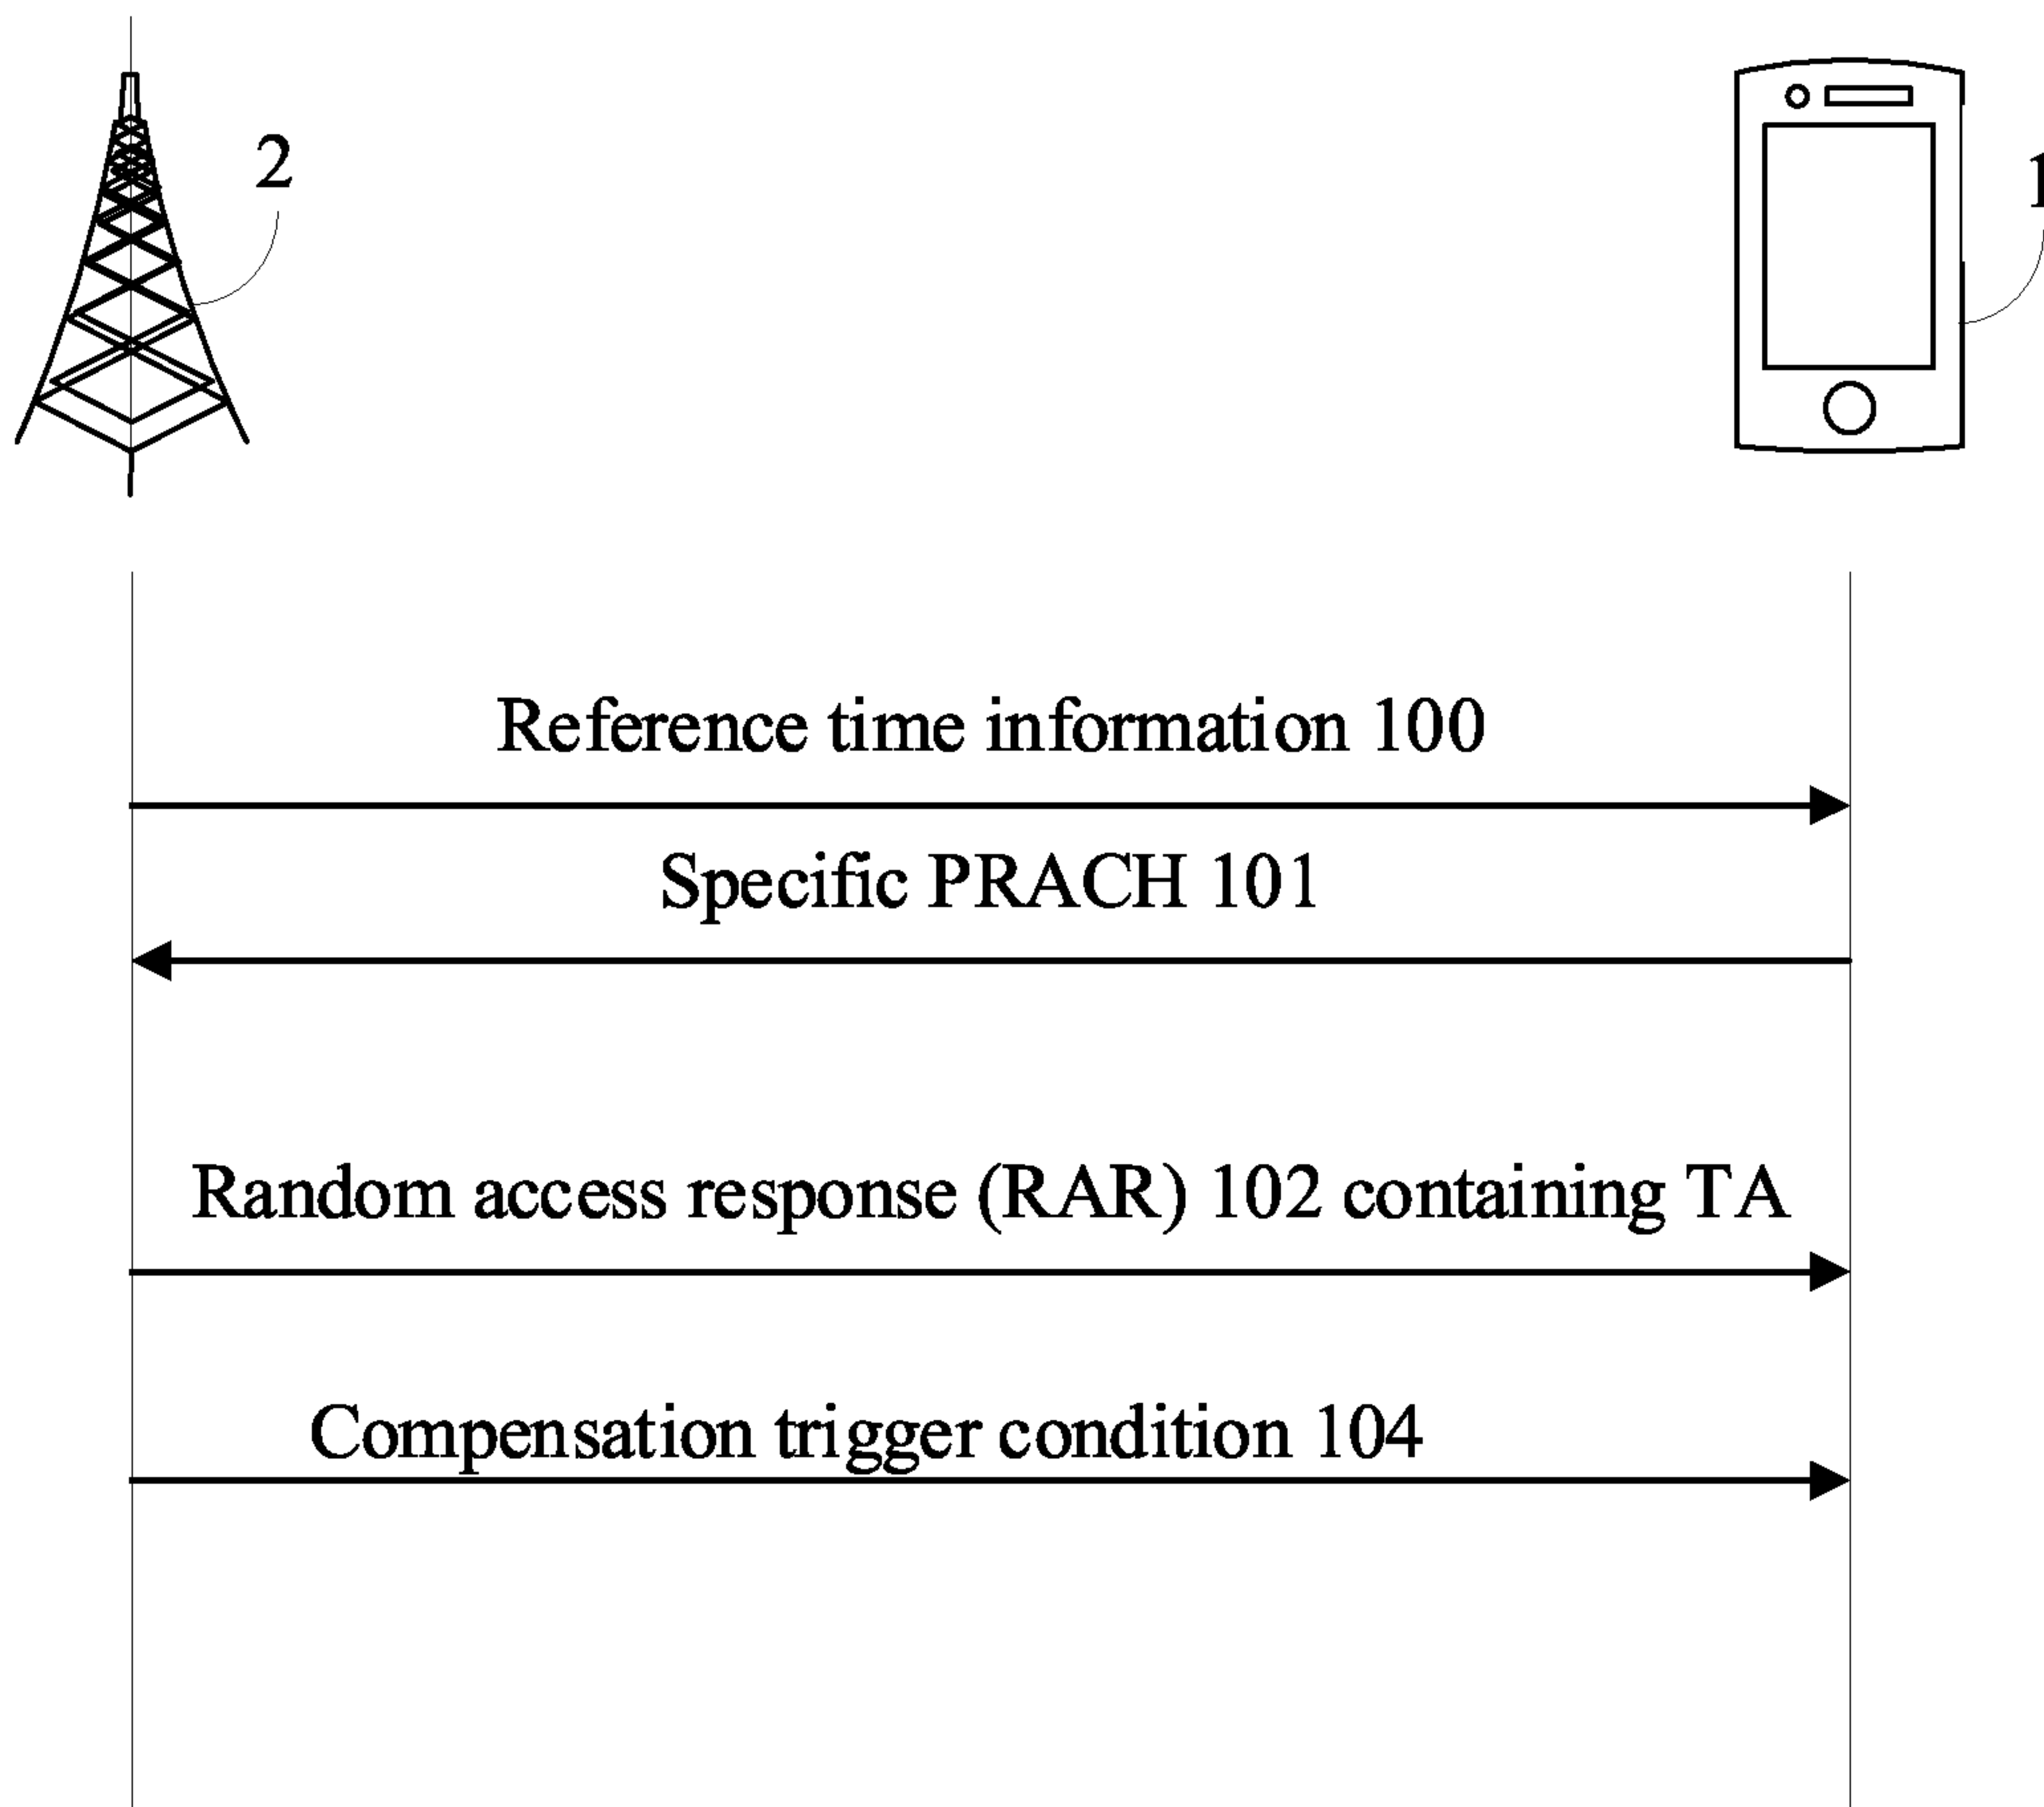 2
1
Reference time information 100
Specific PRACH 101
Random access response (RAR) 102 containing TA
Compensation trigger condition 104